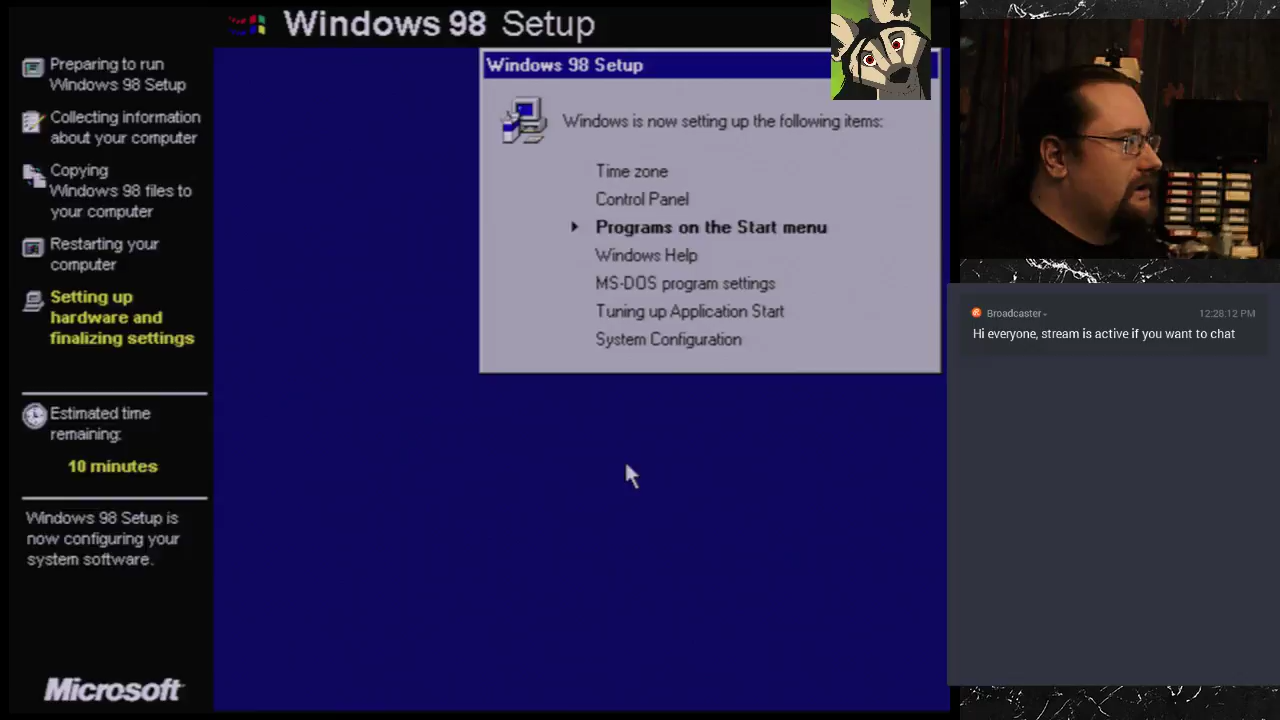 Windows 98 Setup
Preparing to run
Windows 98 Setup
Collecting information
about your computer
Copying
Windows 98 files to
your computer
Restarting your
computer
Setting up
hardware and
finalizing settings
Estimated time
remaining:
10 minutes
Windows 98 Setup is
now configuring your
system software.
Microsoft
Windows 98 Setup
Windows is now setting up the following items:
Time zone
Control Panel
Programs on the Start menu
Windows Help
MS-DOS program settings
Tuning up Application Start
System Configuration
Broadcaster
12:28:12 PM
Hi everyone, stream is active if you want to chat